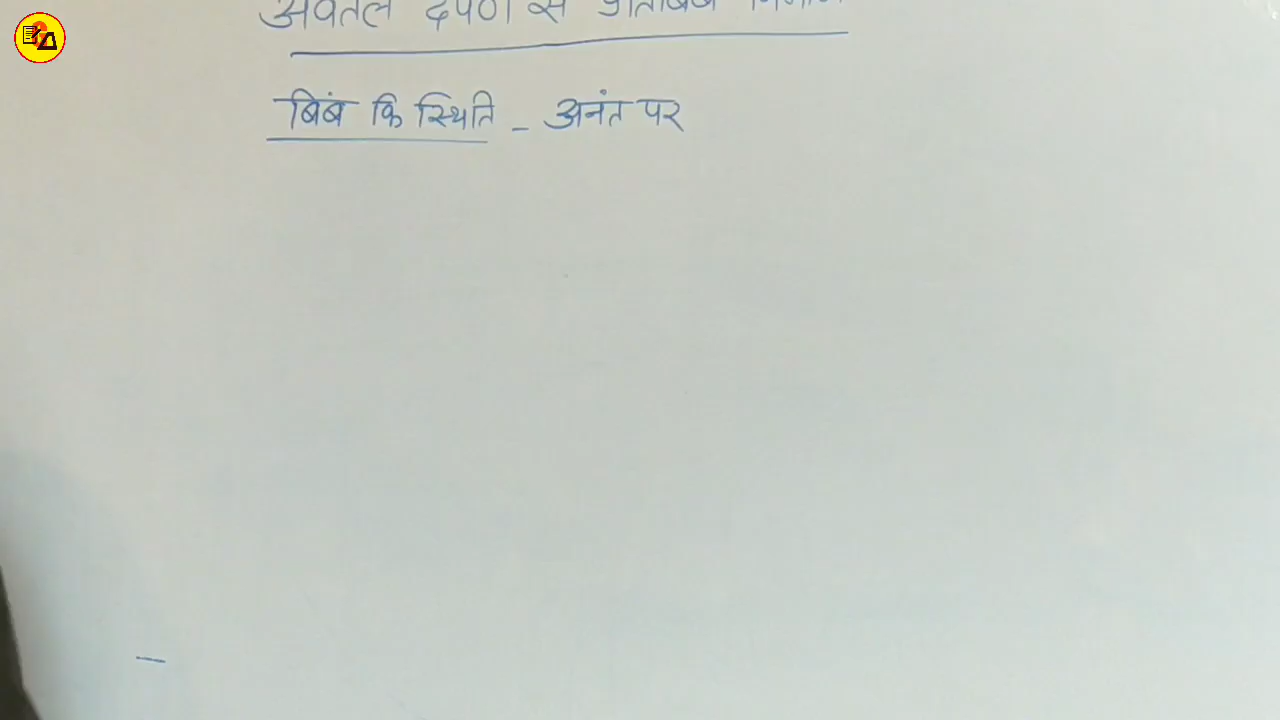 अवतल दर्पण से प्रतिबिंब
बिंब कि स्थिति - अनंत पर